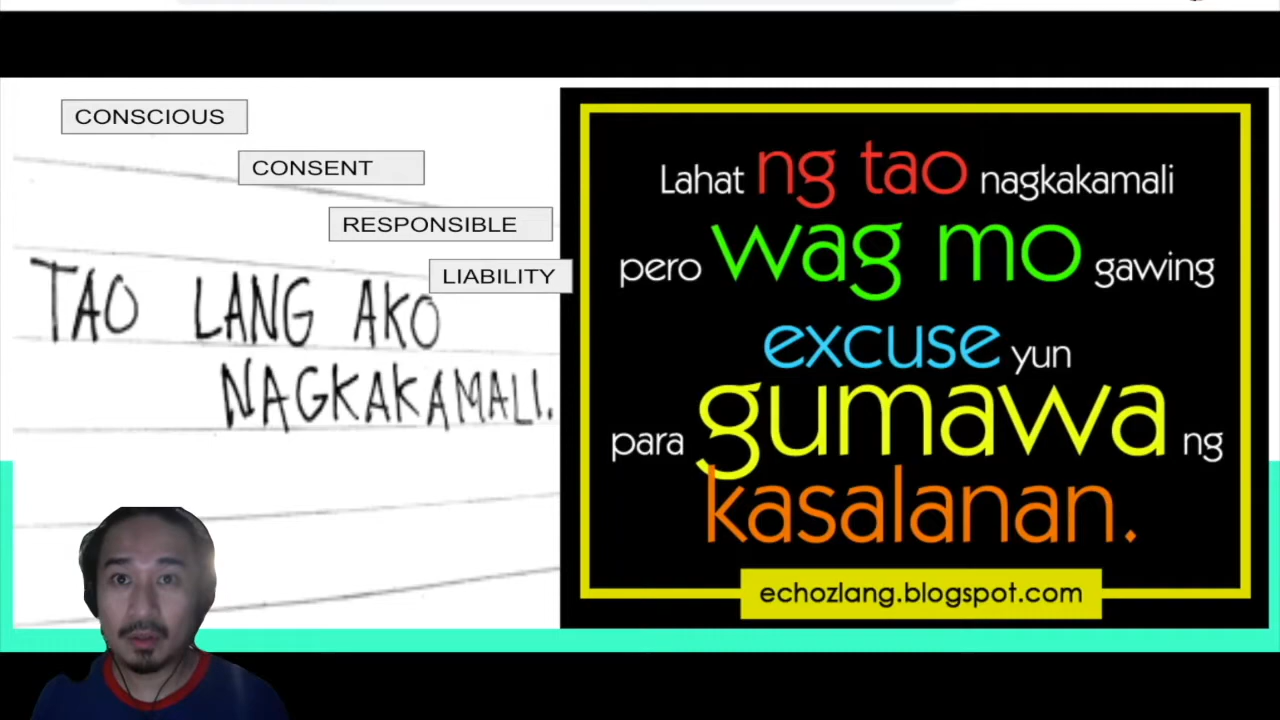 CONSCIOUS
CONSENT
RESPONSIBLE
LIABILITY
TAO LANG AKO
NAGKAKAMALI.
Lahat ng tao nagkakamali
pero wag mo gawing
excuse yun
para gumawa ng
kasalanan.
echozlang.blogspot.com